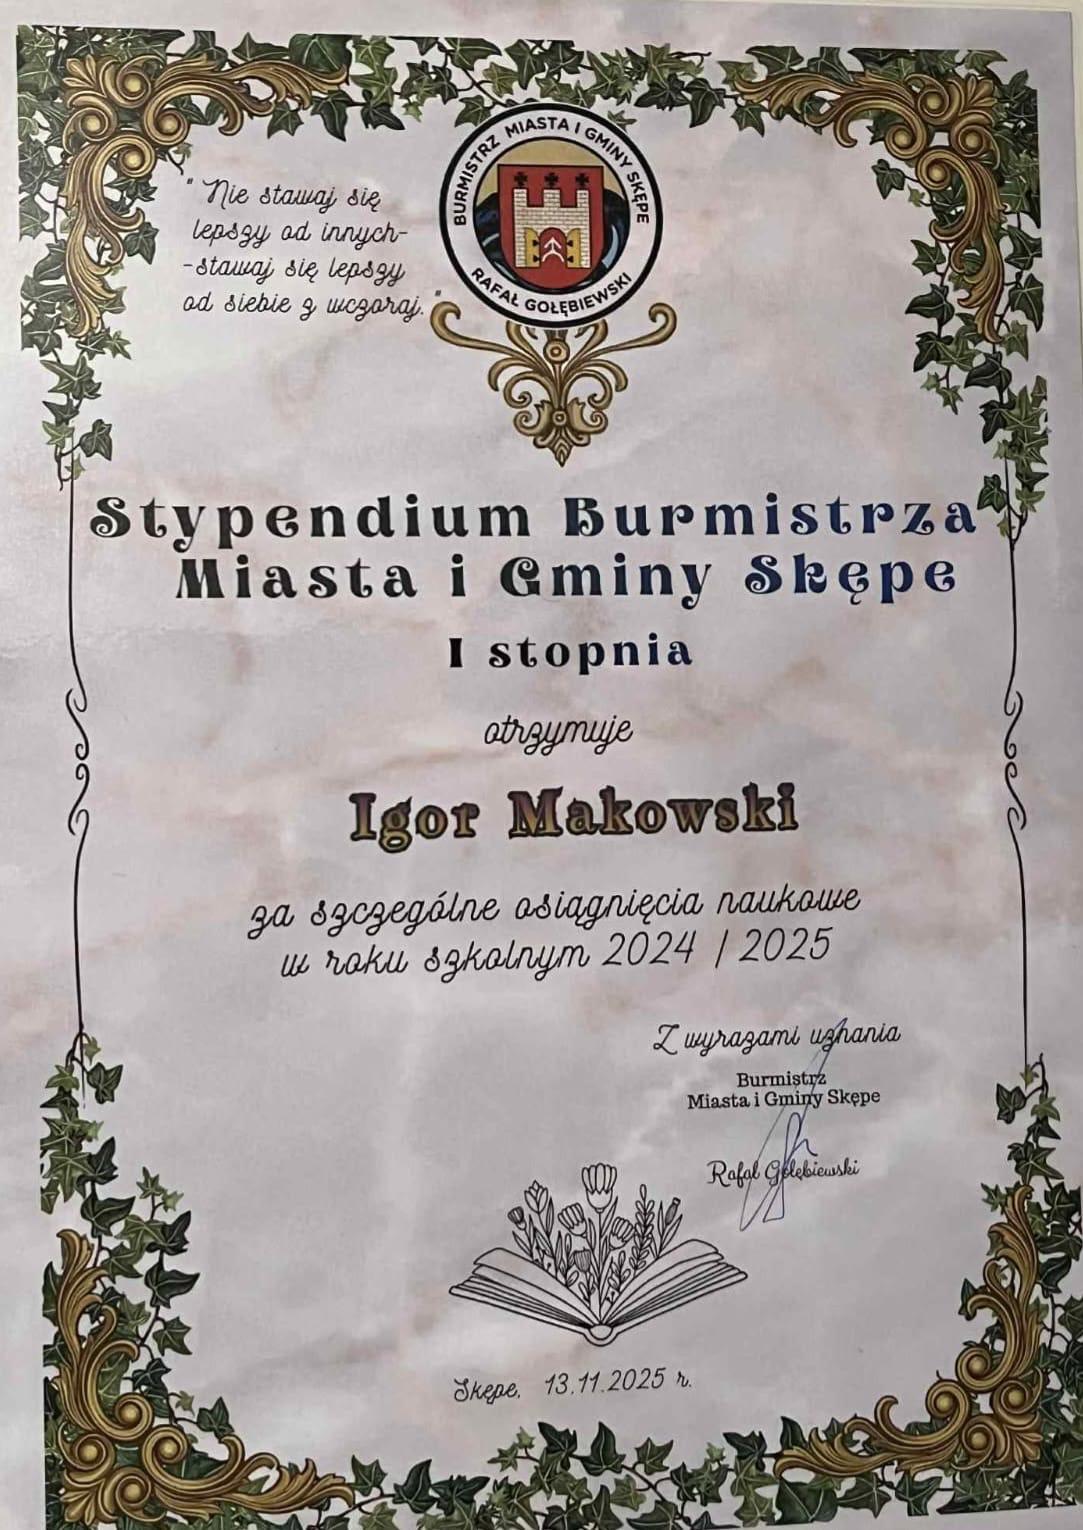 BURMISTRZ MIASTA I GMINY SKĘPE
RAFAŁ GOŁĘBIEWSKI
"Nie stawaj się
lepszy od innych-
-stawaj się lepszy
od siebie z wczoraj."
Stypendium Burmistrza
Miasta i Gminy Skępe
I stopnia
otrzymuje
Igor Makowski
za szczególne osiągnięcia naukowe
w roku szkolnym 2024 / 2025
Z wyrazami uznania
Burmistrz
Miasta i Gminy Skępe
Rafał Gołębiewski
Skępe, 13.11.2025 r.